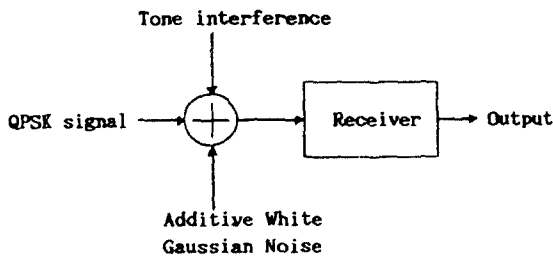 Tone interference
QPSK signal
Receiver
Output
Additive White
Gaussian Noise